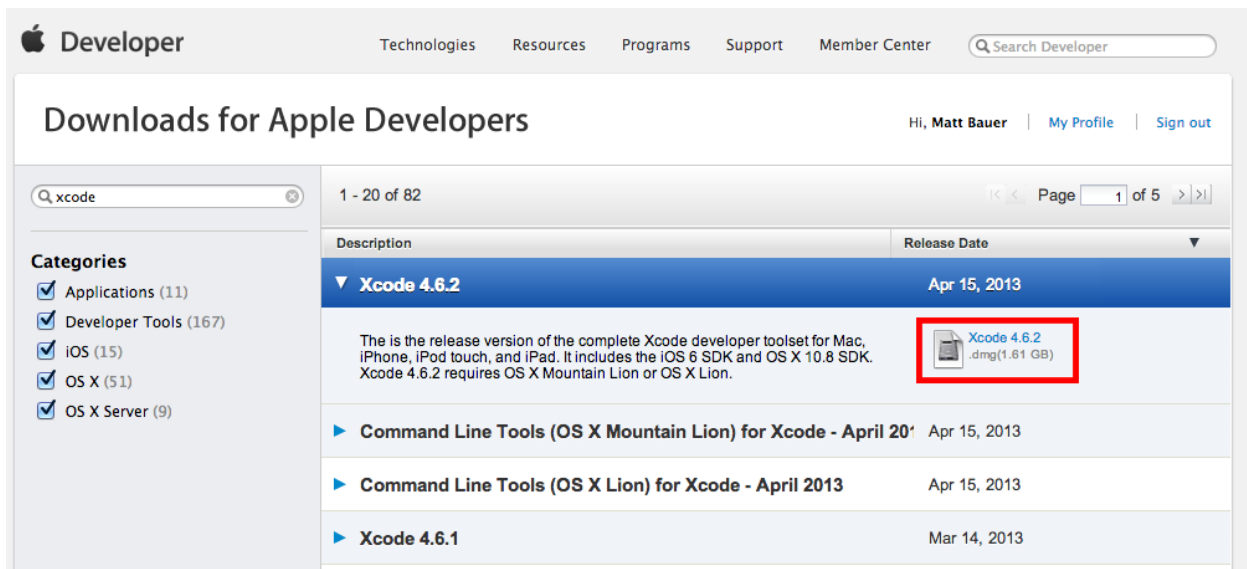 Developer
Technologies Resources Programs Support Member Center Search Developer
Downloads for Apple Developers
Hi, Matt Bauer | My Profile | Sign out
xcode
1 - 20 of 82
Page 1 of 5
Description Release Date
Categories
Applications (11)
Developer Tools (167)
iOS (15)
OS X (51)
OS X Server (9)
Xcode 4.6.2 Apr 15, 2013
The is the release version of the complete Xcode developer toolset for Mac,
iPhone, iPod touch, and iPad. It includes the iOS 6 SDK and OS X 10.8 SDK.
Xcode 4.6.2 requires OS X Mountain Lion or OS X Lion.
Xcode 4.6.2
.dmg(1.61 GB)
Command Line Tools (OS X Mountain Lion) for Xcode - April 201 Apr 15, 2013
Command Line Tools (OS X Lion) for Xcode - April 2013 Apr 15, 2013
Xcode 4.6.1 Mar 14, 2013